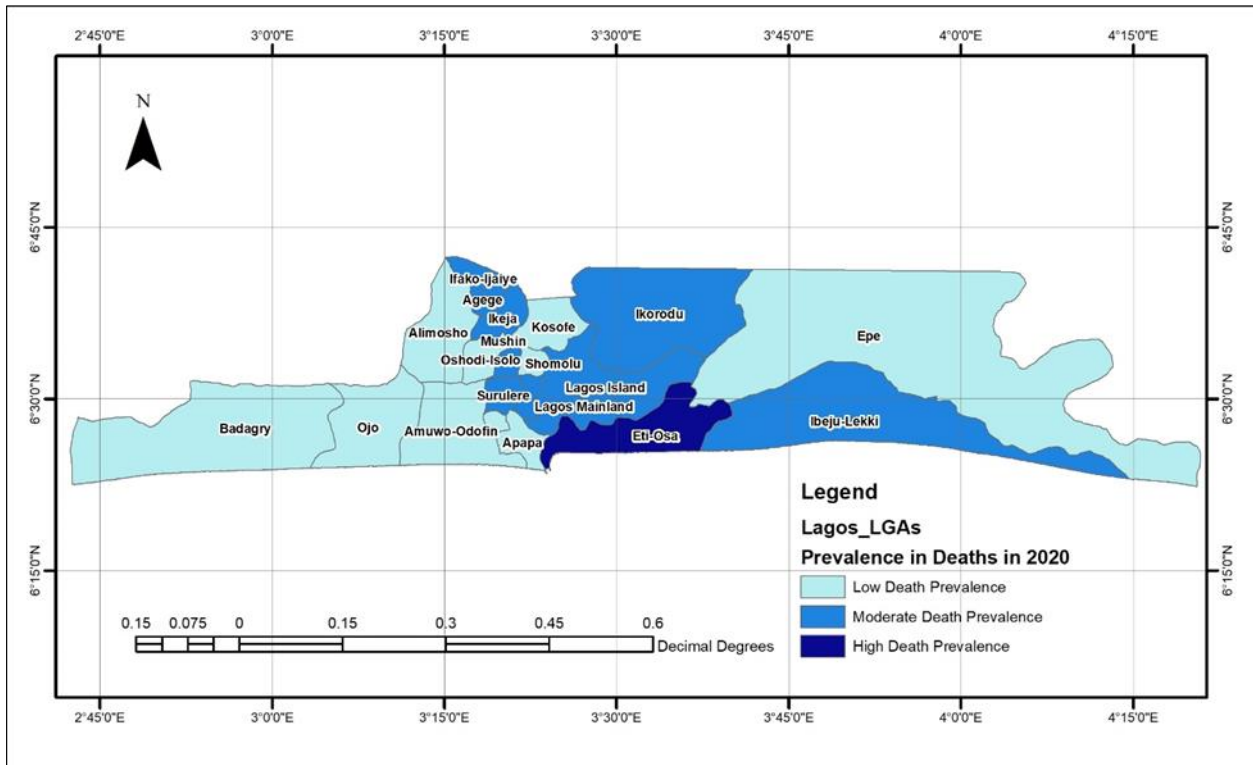 2°45'0"E 3°0'0"E 3°15'0"E 3°30'0"E 3°45'0"E 4°0'0"E 4°15'0"E
N
6°45'0"N 6°45'0"N
Ifako-Ijaiye
Agege
Ikeja
Ikorodu
Kosofe
Alimosho
Mushin
Epe
Oshodi-Isolo
Shomolu
Lagos Island
6°30'0"N 6°30'0"N
Surulere
Lagos Mainland
Badagry
Ojo
Amuwo-Odofin
Apapa
Eti-Osa
Ibeju-Lekki
Legend
Lagos_LGAs
Prevalence in Deaths in 2020
Low Death Prevalence
Moderate Death Prevalence
High Death Prevalence
6°15'0"N 6°15'0"N
0.15 0.075 0 0.15 0.3 0.45 0.6
Decimal Degrees
2°45'0"E 3°0'0"E 3°15'0"E 3°30'0"E 3°45'0"E 4°0'0"E 4°15'0"E